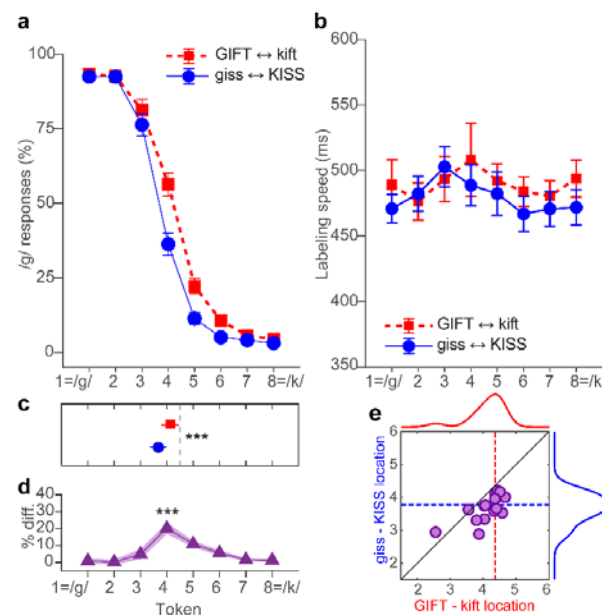 a
GIFT ↔ kift
giss ↔ KISS
/g/ responses (%)
100
75
50
25
0
1=/g/ 2 3 4 5 6 7 8=/k/
b
Labeling speed (ms)
600
550
500
450
400
350
GIFT ↔ kift
giss ↔ KISS
1=/g/ 2 3 4 5 6 7 8=/k/
c
***
d
% diff.
40
30
20
10
0
***
1=/g/ 2 3 4 5 6 7 8=/k/
Token
e
giss - KISS location
6
5
4
3
2
2 3 4 5 6
GIFT - kift location